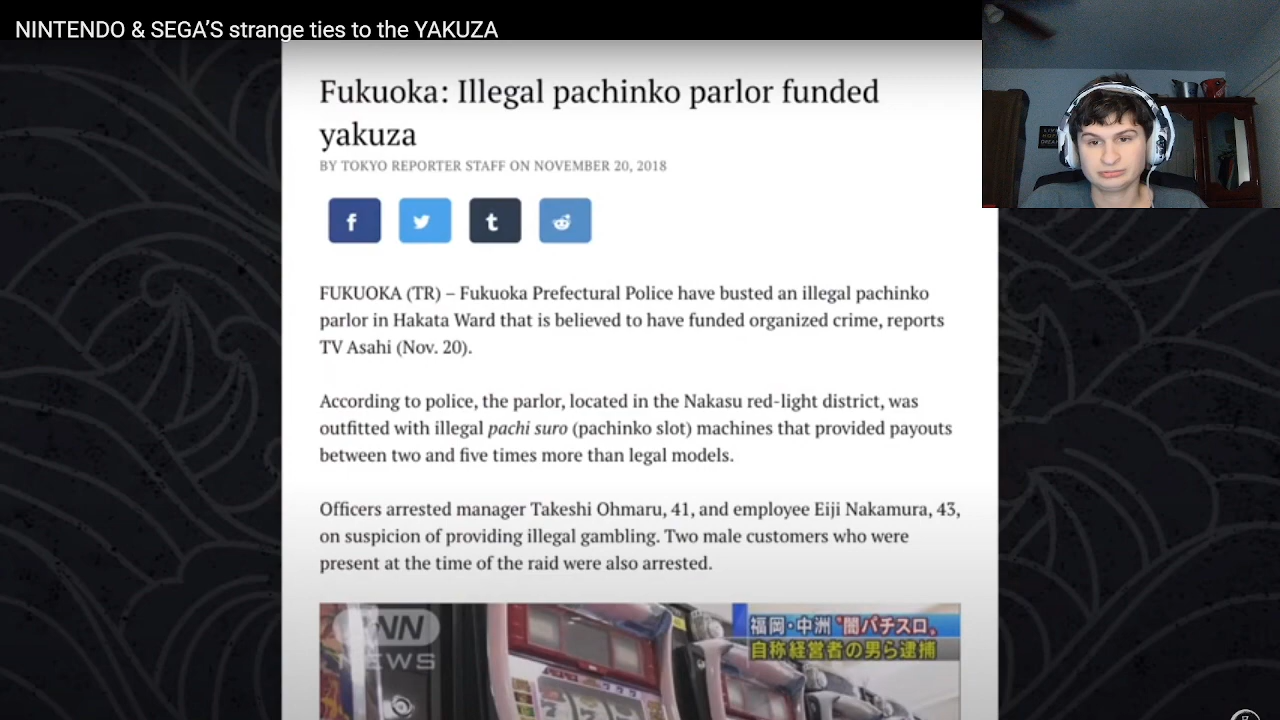 NINTENDO & SEGA’S strange ties to the YAKUZA
Fukuoka: Illegal pachinko parlor funded
yakuza
BY TOKYO REPORTER STAFF ON NOVEMBER 20, 2018
FUKUOKA (TR) – Fukuoka Prefectural Police have busted an illegal pachinko
parlor in Hakata Ward that is believed to have funded organized crime, reports
TV Asahi (Nov. 20).
According to police, the parlor, located in the Nakasu red-light district, was
outfitted with illegal pachi suro (pachinko slot) machines that provided payouts
between two and five times more than legal models.
Officers arrested manager Takeshi Ohmaru, 41, and employee Eiji Nakamura, 43,
on suspicion of providing illegal gambling. Two male customers who were
present at the time of the raid were also arrested.
NEWS
福岡・中洲“闇パチスロ”
自称経営者の男ら逮捕